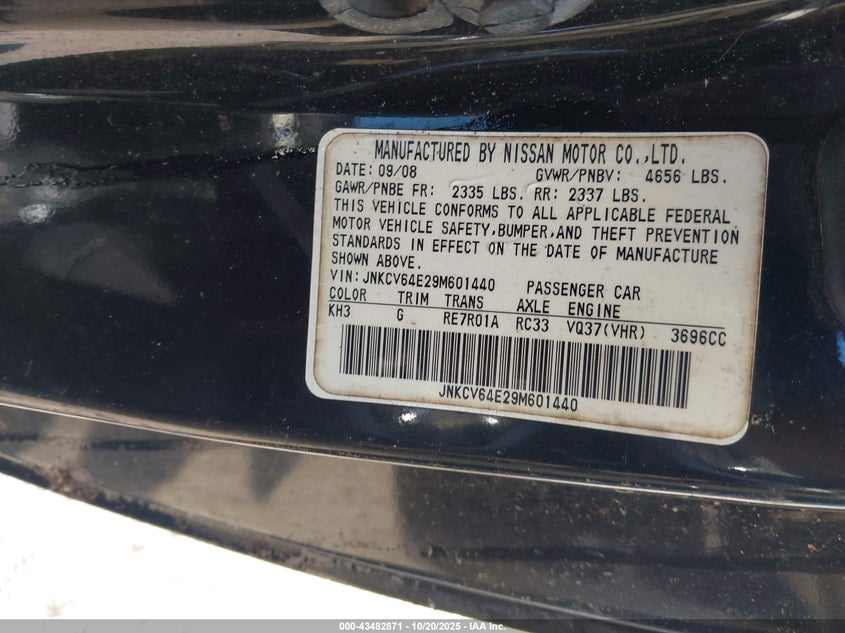 MANUFACTURED BY NISSAN MOTOR CO.,LTD.
DATE: 09/08 GVWR/PNBV: 4656 LBS.
GAWR/PNBE FR: 2335 LBS. RR: 2337 LBS.
THIS VEHICLE CONFORMS TO ALL APPLICABLE FEDERAL
MOTOR VEHICLE SAFETY,BUMPER,AND THEFT PREVENTION
STANDARDS IN EFFECT ON THE DATE OF MANUFACTURE
SHOWN ABOVE.
VIN:JNKCV64E29M601440 PASSENGER CAR
COLOR TRIM TRANS AXLE ENGINE
KH3 G RE7R01A RC33 VQ37(VHR) 3696CC
JNKCV64E29M601440
000-43482871 - 10/20/2025 - IAA Inc.